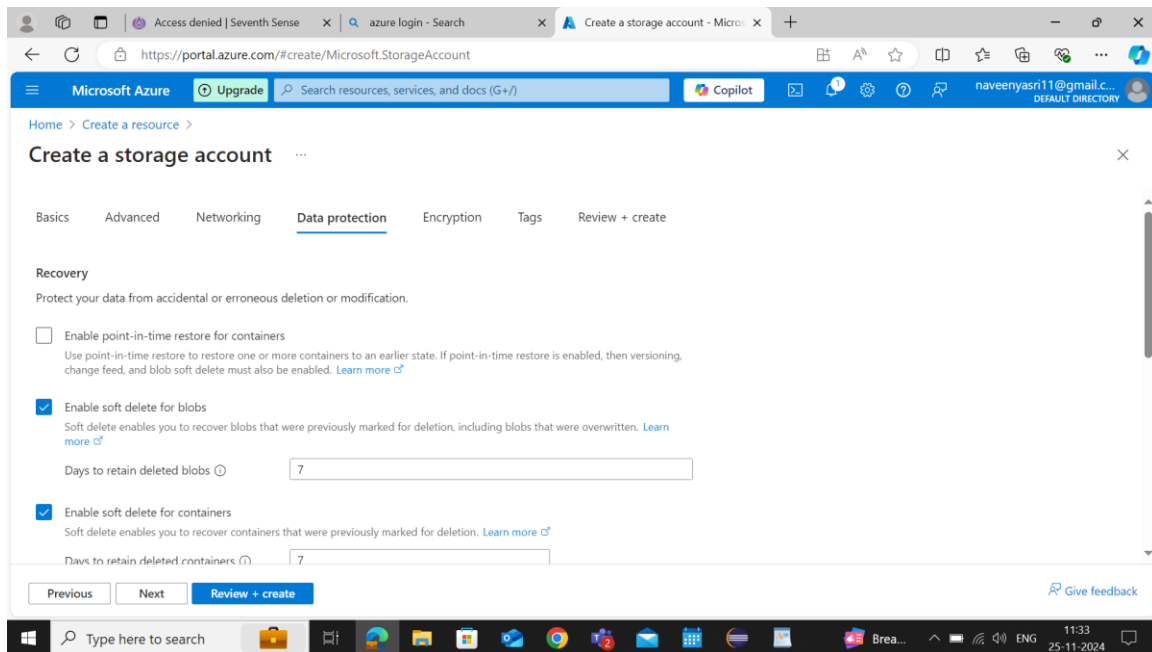 Access denied | Seventh Sense
azure login - Search
Create a storage account - Micros
https://portal.azure.com/#create/Microsoft.StorageAccount
Microsoft Azure
Upgrade
Search resources, services, and docs (G+/)
Copilot
1
naveenyasri11@gmail.c...
DEFAULT DIRECTORY
Home > Create a resource >
Create a storage account ...
Basics Advanced Networking Data protection Encryption Tags Review + create
Recovery
Protect your data from accidental or erroneous deletion or modification.
Enable point-in-time restore for containers
Use point-in-time restore to restore one or more containers to an earlier state. If point-in-time restore is enabled, then versioning,
change feed, and blob soft delete must also be enabled. Learn more
Enable soft delete for blobs
Soft delete enables you to recover blobs that were previously marked for deletion, including blobs that were overwritten. Learn
more
Days to retain deleted blobs 7
Enable soft delete for containers
Soft delete enables you to recover containers that were previously marked for deletion. Learn more
Days to retain deleted containers 7
Previous Next Review + create Give feedback
Type here to search
2
Brea...
ENG
11:33
25-11-2024